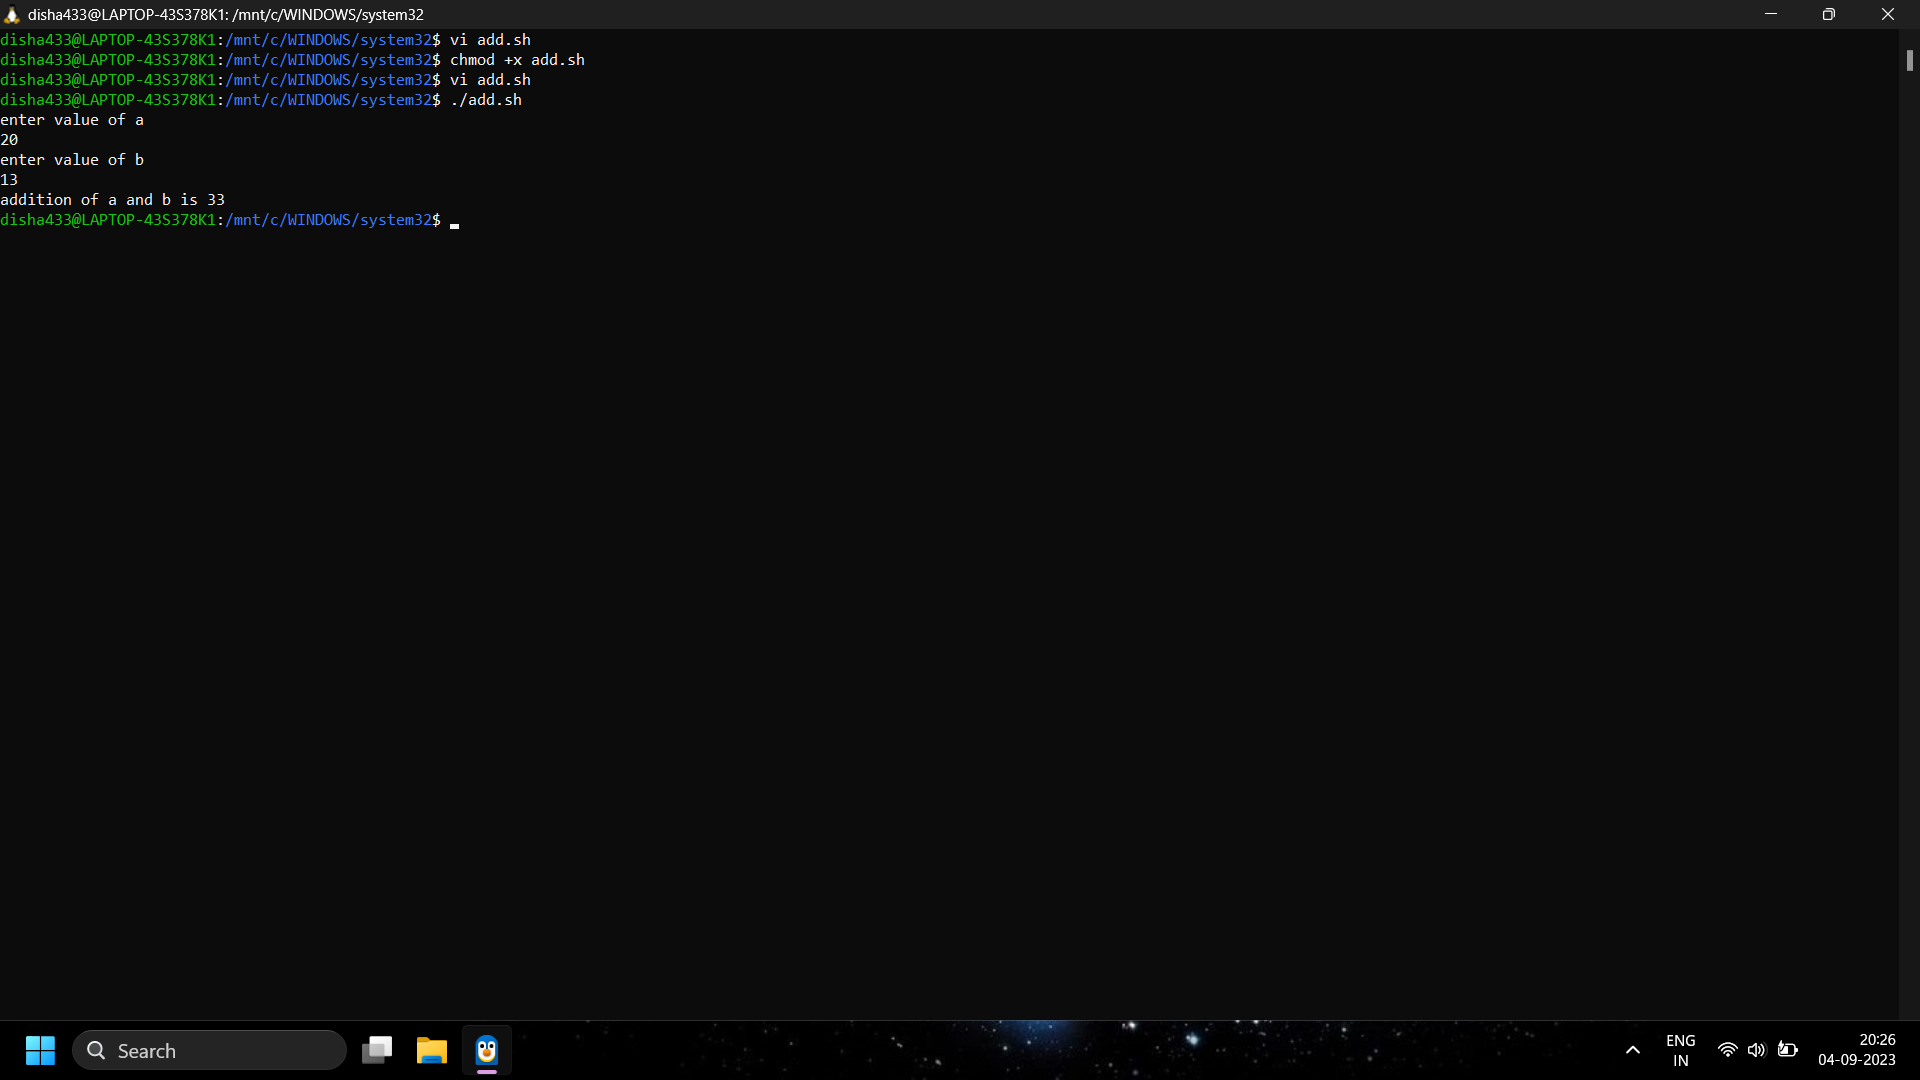 disha433@LAPTOP-43S378K1: /mnt/c/WINDOWS/system32
disha433@LAPTOP-43S378K1:/mnt/c/WINDOWS/system32$ vi add.sh
disha433@LAPTOP-43S378K1:/mnt/c/WINDOWS/system32$ chmod +x add.sh
disha433@LAPTOP-43S378K1:/mnt/c/WINDOWS/system32$ vi add.sh
disha433@LAPTOP-43S378K1:/mnt/c/WINDOWS/system32$ ./add.sh
enter value of a
20
enter value of b
13
addition of a and b is 33
disha433@LAPTOP-43S378K1:/mnt/c/WINDOWS/system32$
Search
ENG
IN
20:26
04-09-2023